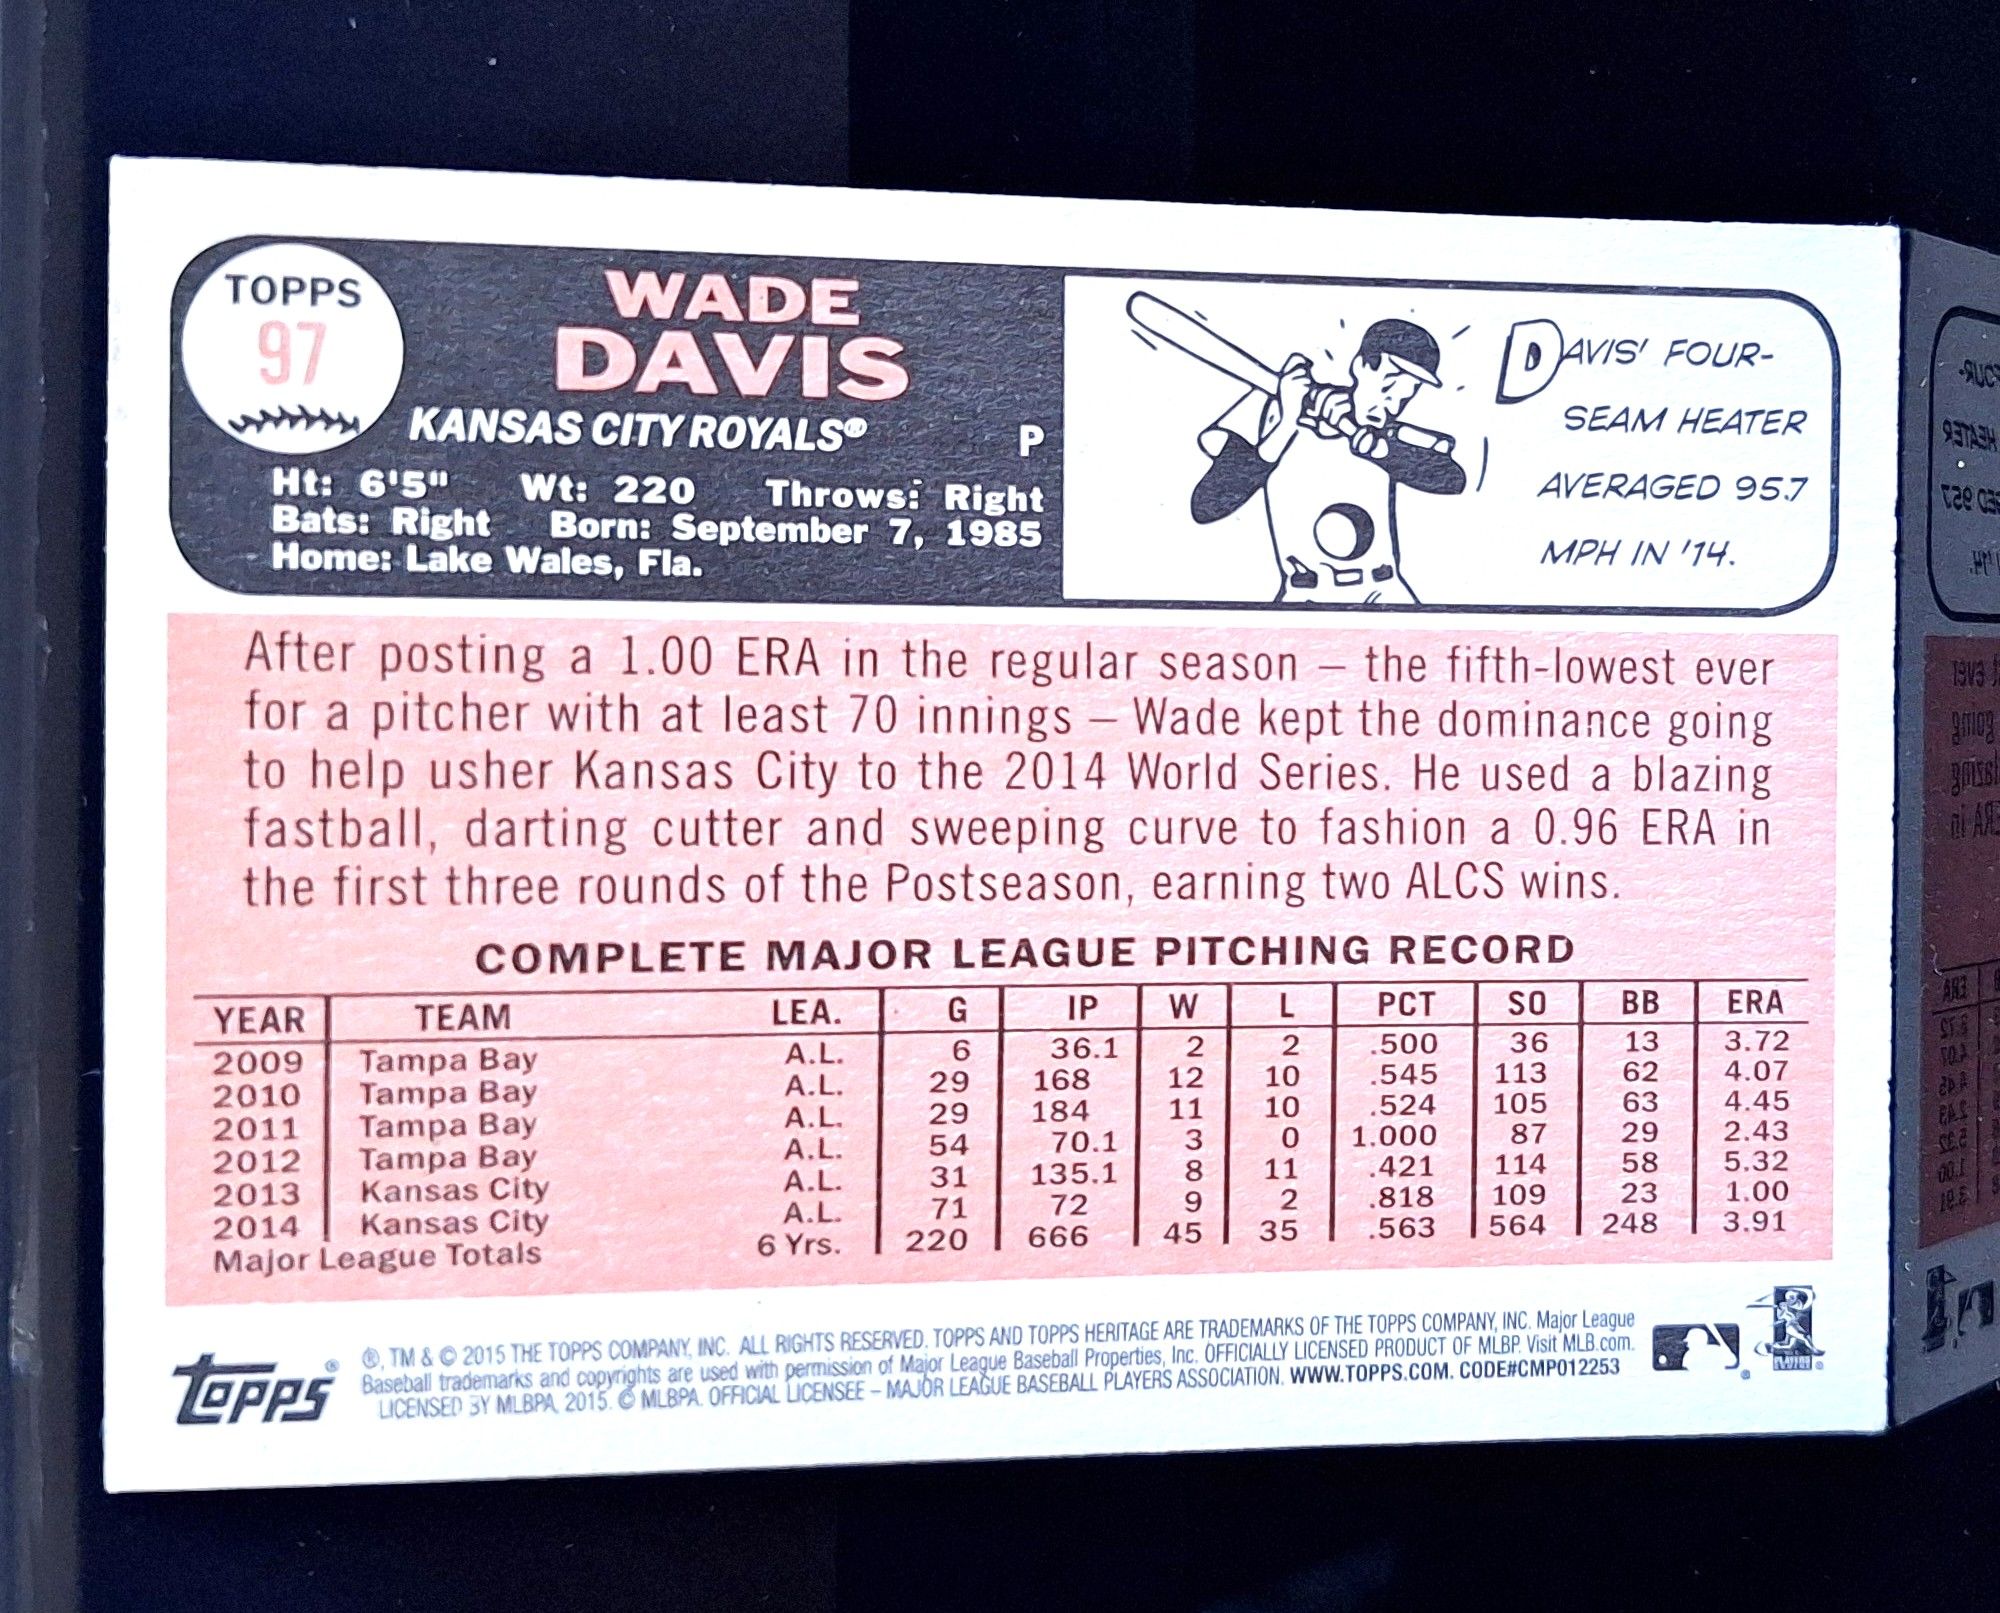 TOPPS
97
WADE
DAVIS
KANSAS CITY ROYALS® P
Ht: 6'5" Wt: 220 Throws: Right
Bats: Right Born: September 7, 1985
Home: Lake Wales, Fla.
DAVIS' FOUR-
SEAM HEATER
AVERAGED 95.7
MPH IN '14.
After posting a 1.00 ERA in the regular season – the fifth-lowest ever
for a pitcher with at least 70 innings – Wade kept the dominance going
to help usher Kansas City to the 2014 World Series. He used a blazing
fastball, darting cutter and sweeping curve to fashion a 0.96 ERA in
the first three rounds of the Postseason, earning two ALCS wins.
COMPLETE MAJOR LEAGUE PITCHING RECORD
YEAR TEAM LEA. G IP W L PCT SO BB ERA
2009 Tampa Bay A.L. 6 36.1 2 2 .500 36 13 3.72
2010 Tampa Bay A.L. 29 168 12 10 .545 113 62 4.07
2011 Tampa Bay A.L. 29 184 11 10 .524 105 63 4.45
2012 Tampa Bay A.L. 54 70.1 3 0 1.000 87 29 2.43
2013 Kansas City A.L. 31 135.1 8 11 .421 114 58 5.32
2014 Kansas City A.L. 71 72 9 2 .818 109 23 1.00
Major League Totals 6 Yrs. 220 666 45 35 .563 564 248 3.91
topps®
®, TM & © 2015 THE TOPPS COMPANY, INC. ALL RIGHTS RESERVED. TOPPS AND TOPPS HERITAGE ARE TRADEMARKS OF THE TOPPS COMPANY, INC. Major League
Baseball trademarks and copyrights are used with permission of Major League Baseball Properties, Inc. OFFICIALLY LICENSED PRODUCT OF MLBP. Visit MLB.com.
LICENSED BY MLBPA, 2015. © MLBPA. OFFICIAL LICENSEE – MAJOR LEAGUE BASEBALL PLAYERS ASSOCIATION. WWW.TOPPS.COM. CODE#CMP012253